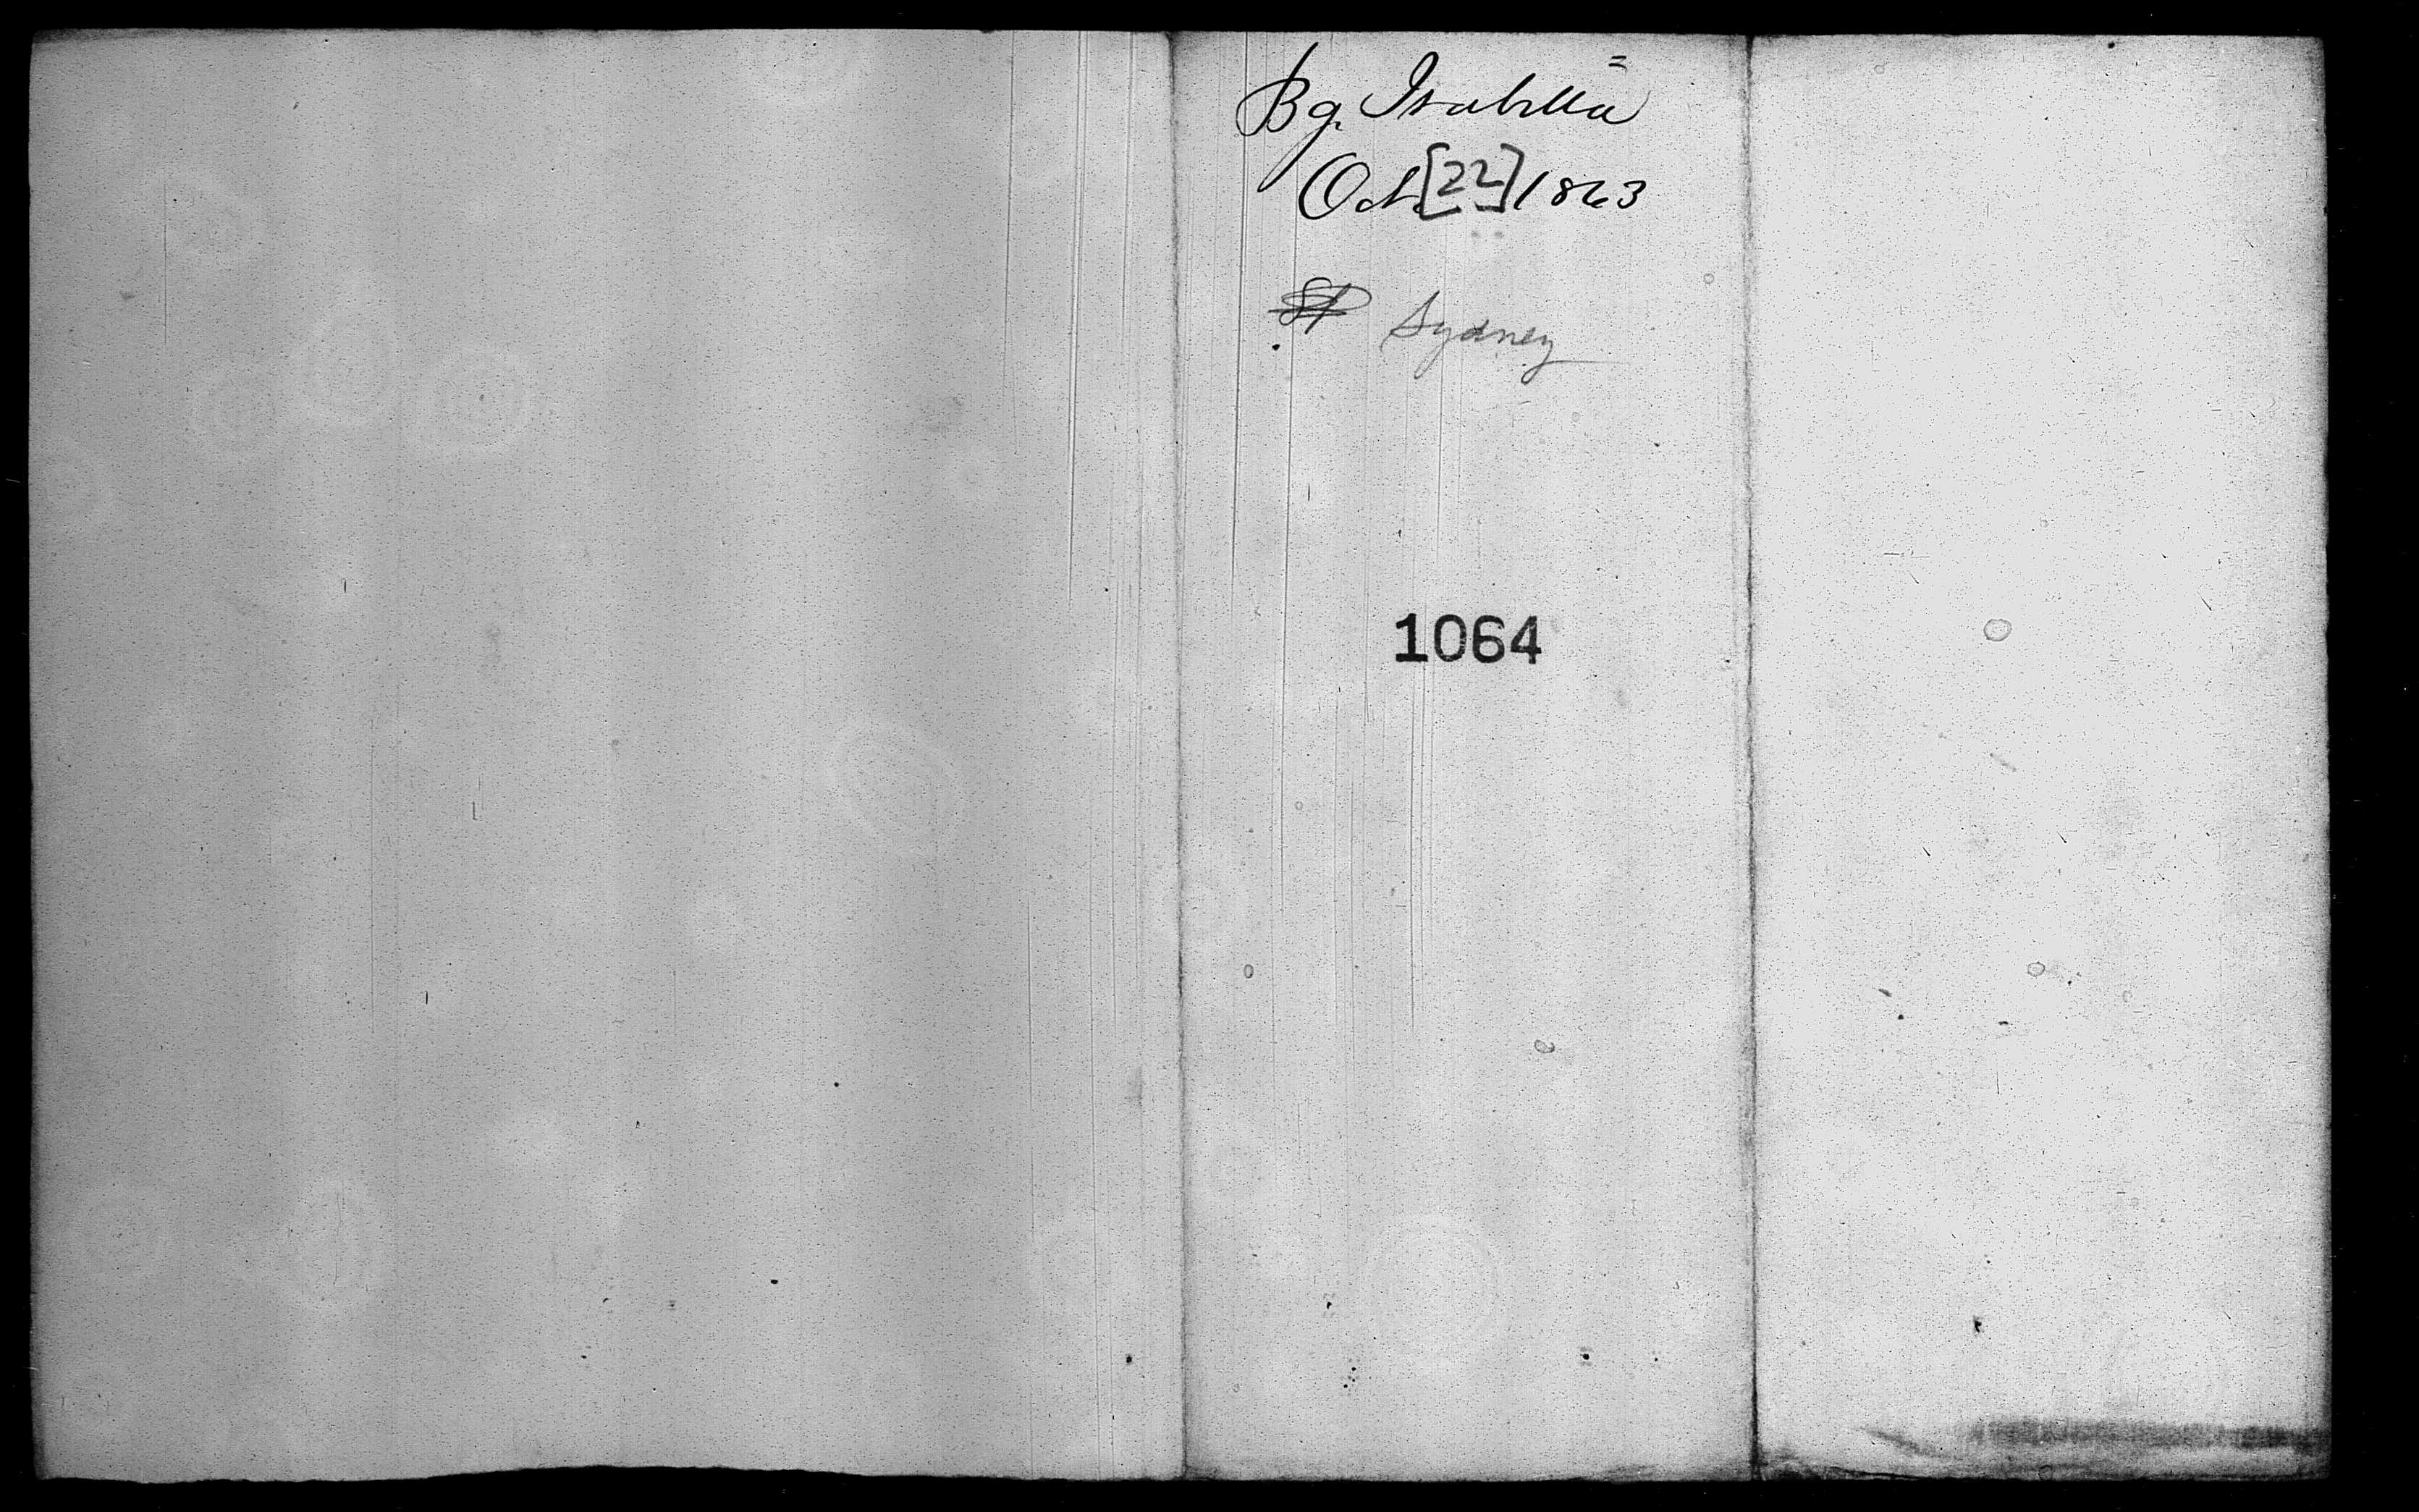 Bg. Isabella
Oct. [22] 1863
Sydney
1064